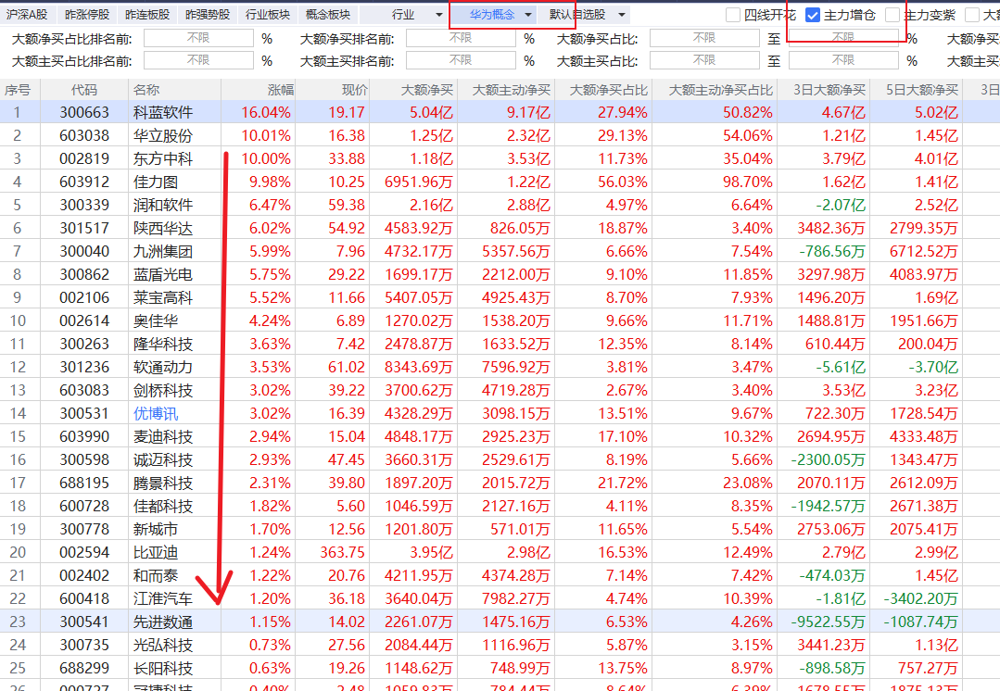 沪深A股 昨涨停股 昨连板股 昨强势股 行业板块 概念板块 行业 华为概念 默认自选股 四线开花 主力增仓 主力变紫 大
大额净买占比排名前: 不限 % 大额净买排名前: 不限 % 大额净买占比: 不限 至 不限 % 大额净买
大额主买占比排名前: 不限 % 大额主买排名前: 不限 % 大额主买占比: 不限 至 不限 % 大额主买
序号 代码 名称 涨幅 现价 大额净买 大额主动净买 大额净买占比 大额主动净买占比 3日大额净买 5日大额净买 3日
1 300663 科蓝软件 16.04% 19.17 5.04亿 9.17亿 27.94% 50.82% 4.67亿 5.02亿
2 603038 华立股份 10.01% 16.38 1.25亿 2.32亿 29.13% 54.06% 1.21亿 1.45亿
3 002819 东方中科 10.00% 33.88 1.18亿 3.53亿 11.73% 35.04% 3.79亿 4.01亿
4 603912 佳力图 9.98% 10.25 6951.96万 1.22亿 56.03% 98.70% 1.62亿 1.41亿
5 300339 润和软件 6.47% 59.38 2.16亿 2.88亿 4.97% 6.64% -2.07亿 2.52亿
6 301517 陕西华达 6.02% 54.92 4583.92万 826.05万 18.87% 3.40% 3482.36万 2799.35万
7 300040 九洲集团 5.99% 7.96 4732.17万 5357.56万 6.66% 7.54% -786.56万 6712.52万
8 300862 蓝盾光电 5.75% 29.22 1699.17万 2212.00万 9.10% 11.85% 3297.98万 4083.97万
9 002106 莱宝高科 5.52% 11.66 5407.05万 4925.43万 8.70% 7.93% 1496.20万 1.69亿
10 002614 奥佳华 4.24% 6.89 1270.02万 1538.20万 9.66% 11.71% 1488.81万 1951.66万
11 300263 隆华科技 3.63% 7.42 2478.87万 1633.52万 12.35% 8.14% 610.44万 200.04万
12 301236 软通动力 3.53% 61.02 8343.69万 7596.92万 3.81% 3.47% -5.61亿 -3.70亿
13 603083 剑桥科技 3.02% 39.22 3700.62万 4719.28万 2.67% 3.40% 3.53亿 3.23亿
14 300531 优博讯 3.02% 16.39 4328.29万 3098.15万 13.51% 9.67% 722.30万 1728.54万
15 603990 麦迪科技 2.94% 15.04 4848.17万 2925.23万 17.10% 10.32% 2694.95万 4333.48万
16 300598 诚迈科技 2.93% 47.45 3660.31万 2529.61万 8.19% 5.66% -2300.05万 1343.47万
17 688195 腾景科技 2.31% 39.80 1897.20万 2015.72万 21.72% 23.08% 2070.11万 2612.09万
18 600728 佳都科技 1.82% 5.60 1046.59万 2127.16万 4.11% 8.35% -1942.57万 2671.38万
19 300778 新城市 1.70% 12.56 1201.80万 571.01万 11.65% 5.54% 2753.06万 2075.41万
20 002594 比亚迪 1.24% 363.75 3.95亿 2.98亿 16.53% 12.49% 2.79亿 2.99亿
21 002402 和而泰 1.22% 20.76 4211.95万 4374.28万 7.14% 7.42% -474.03万 1.45亿
22 600418 江淮汽车 1.20% 36.18 3640.04万 7982.27万 4.74% 10.39% -1.81亿 -3402.20万
23 300541 先进数通 1.15% 14.02 2261.07万 1475.16万 6.53% 4.26% -9522.55万 -1087.74万
24 300735 光弘科技 0.73% 27.56 2084.44万 1116.96万 5.87% 3.15% 3441.23万 1.13亿
25 688299 长阳科技 0.63% 19.26 1148.62万 748.99万 13.75% 8.97% -898.58万 757.27万
26 000727 冠捷科技 0.40% 2.48 1059.83万 784.44万 8.64% 6.39% 1678.55万 1875.13万